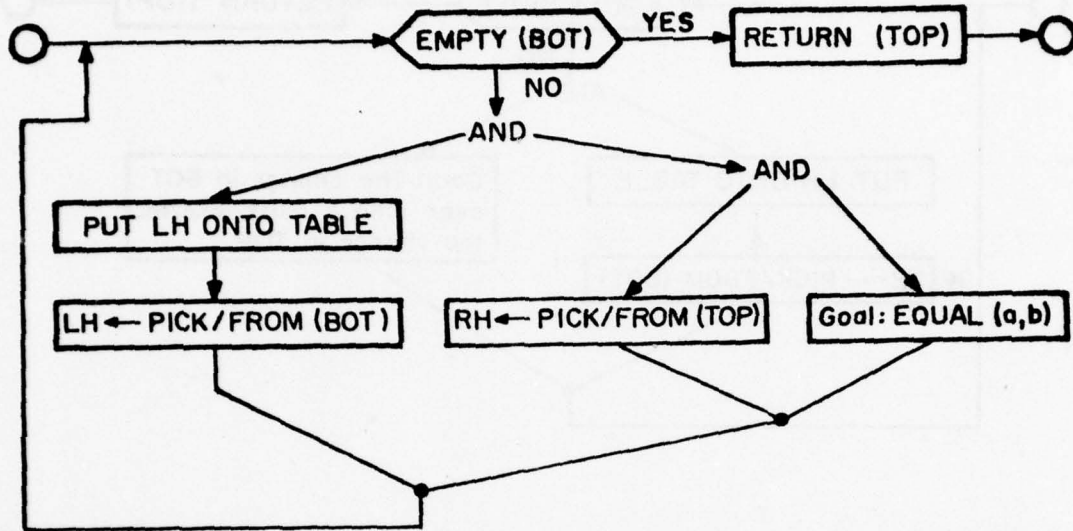 EMPTY (BOT)
YES
RETURN (TOP)
NO
AND
AND
PUT LH ONTO TABLE
LH ← PICK/FROM (BOT)
RH ← PICK/FROM (TOP)
Goal: EQUAL (a,b)